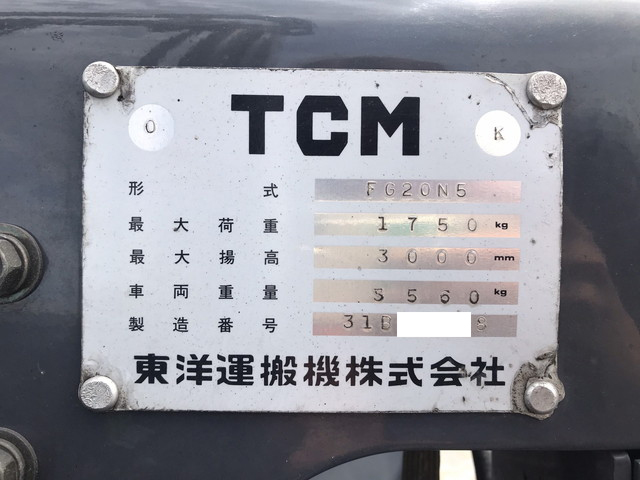 TCM
O K
形式 FG20N5
最大荷重 1750 kg
最大揚高 3000 mm
車両重量 5560 kg
製造番号 31B 8
東洋運搬機株式会社